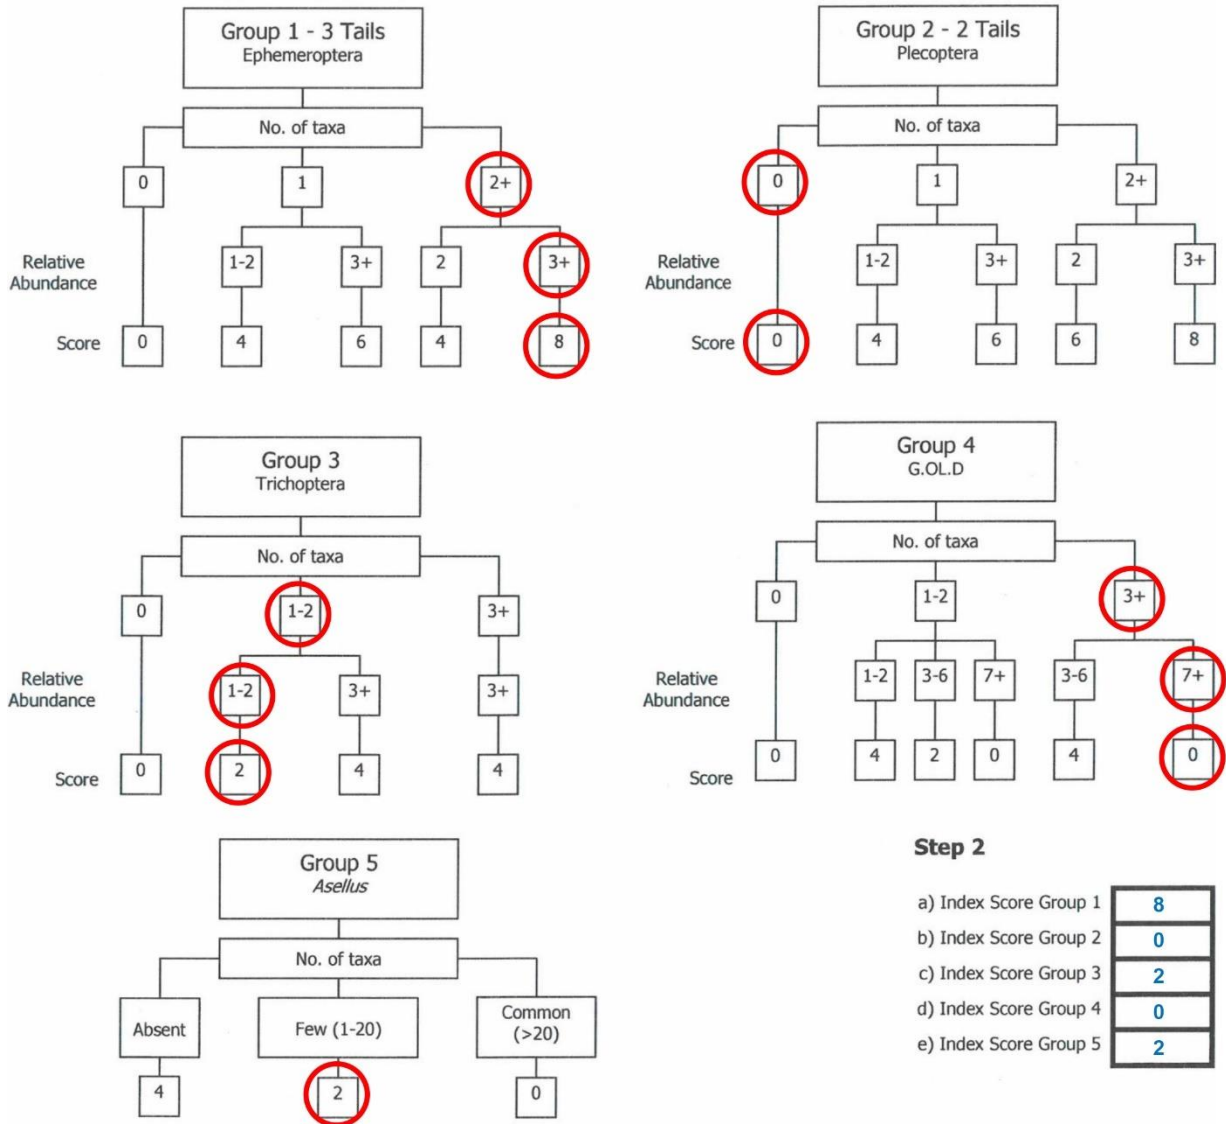 Group 1 - 3 Tails
Ephemeroptera
No. of taxa
0 1 2+
Relative
Abundance
1-2 3+ 2 3+
Score
0 4 6 4 8
Group 2 - 2 Tails
Plecoptera
No. of taxa
0 1 2+
Relative
Abundance
1-2 3+ 2 3+
Score
0 4 6 6 8
Group 3
Trichoptera
No. of taxa
0 1-2 3+
Relative
Abundance
1-2 3+ 3+
Score
0 2 4 4
Group 4
G.OL.D
No. of taxa
0 1-2 3+
Relative
Abundance
1-2 3-6 7+ 3-6 7+
Score
0 4 2 0 4 0
Group 5
Asellus
No. of taxa
Absent Few (1-20) Common
(>20)
4 2 0
Step 2
a) Index Score Group 1 8
b) Index Score Group 2 0
c) Index Score Group 3 2
d) Index Score Group 4 0
e) Index Score Group 5 2